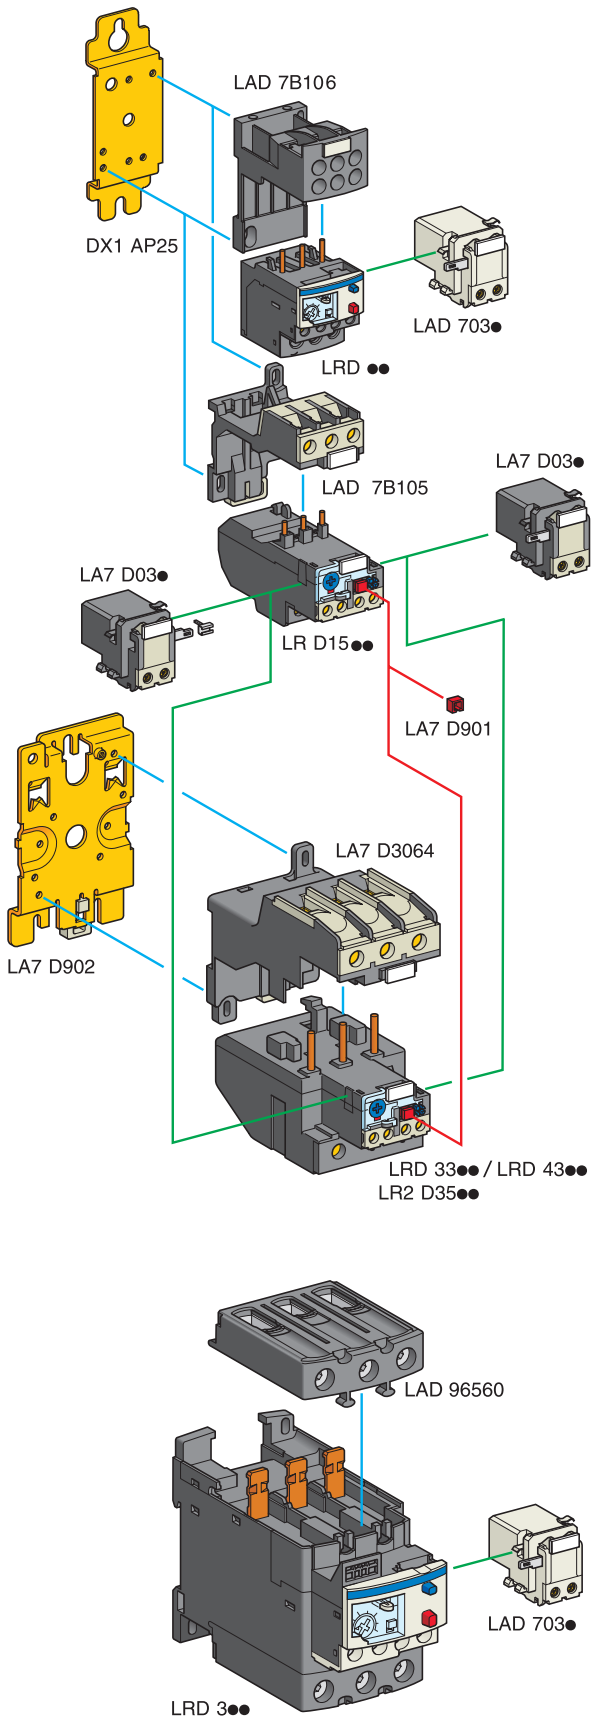 LAD 7B106
DX1 AP25
LAD 703●
LRD ●●
LA7 D03●
LAD 7B105
LA7 D03●
LR D15●●
LA7 D901
LA7 D3064
LA7 D902
LRD 33●● / LRD 43●●
LR2 D35●●
LAD 96560
LAD 703●
LRD 3●●